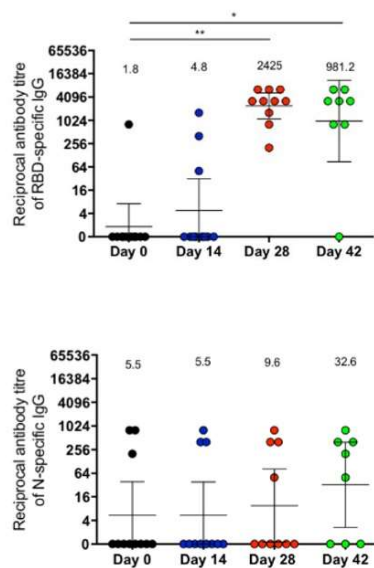 *
**
65536
16384
4096
1024
256
64
16
4
0
Reciprocal antibody titre
of RBD-specific IgG
1.8
4.8
2425
981.2
Day 0
Day 14
Day 28
Day 42
65536
16384
4096
1024
256
64
16
4
0
Reciprocal antibody titre
of N-specific IgG
5.5
5.5
9.6
32.6
Day 0
Day 14
Day 28
Day 42